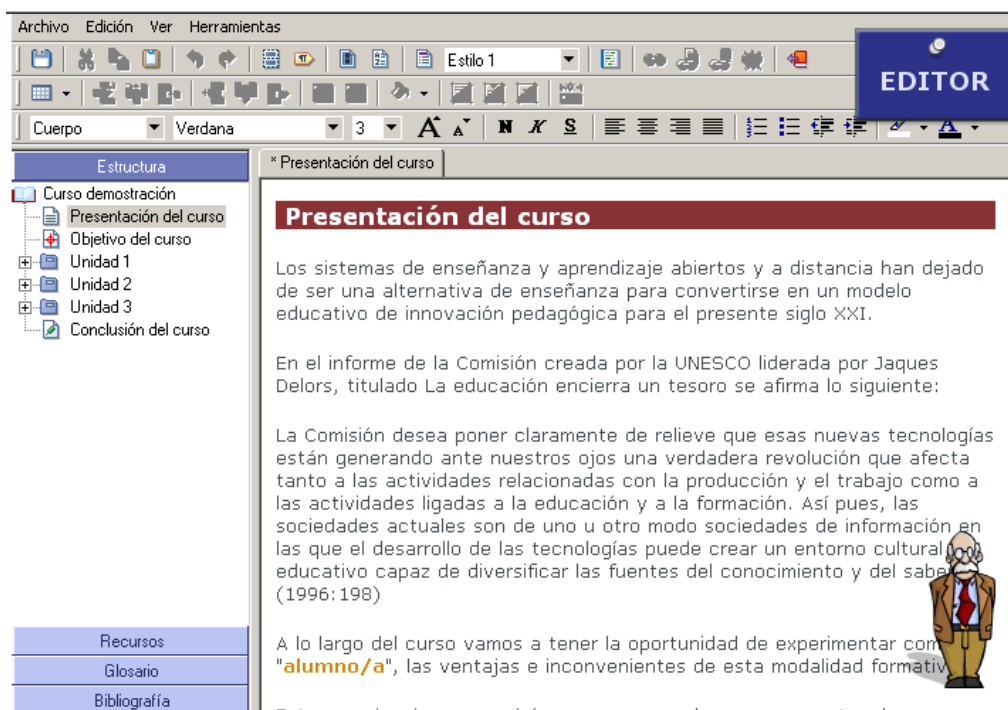 Archivo Edición Ver Herramientas
Estilo 1
EDITOR
Cuerpo Verdana 3 A A N K S A
Estructura
* Presentación del curso
Curso demostración
Presentación del curso
Objetivo del curso
Unidad 1
Unidad 2
Unidad 3
Conclusión del curso
Recursos
Glosario
Bibliografía
Presentación del curso
Los sistemas de enseñanza y aprendizaje abiertos y a distancia han dejado
de ser una alternativa de enseñanza para convertirse en un modelo
educativo de innovación pedagógica para el presente siglo XXI.
En el informe de la Comisión creada por la UNESCO liderada por Jaques
Delors, titulado La educación encierra un tesoro se afirma lo siguiente:
La Comisión desea poner claramente de relieve que esas nuevas tecnologías
están generando ante nuestros ojos una verdadera revolución que afecta
tanto a las actividades relacionadas con la producción y el trabajo como a
las actividades ligadas a la educación y a la formación. Así pues, las
sociedades actuales son de uno u otro modo sociedades de información en
las que el desarrollo de las tecnologías puede crear un entorno cultural
educativo capaz de diversificar las fuentes del conocimiento y del sabe
(1996:198)
A lo largo del curso vamos a tener la oportunidad de experimentar com
"alumno/a", las ventajas e inconvenientes de esta modalidad formativ